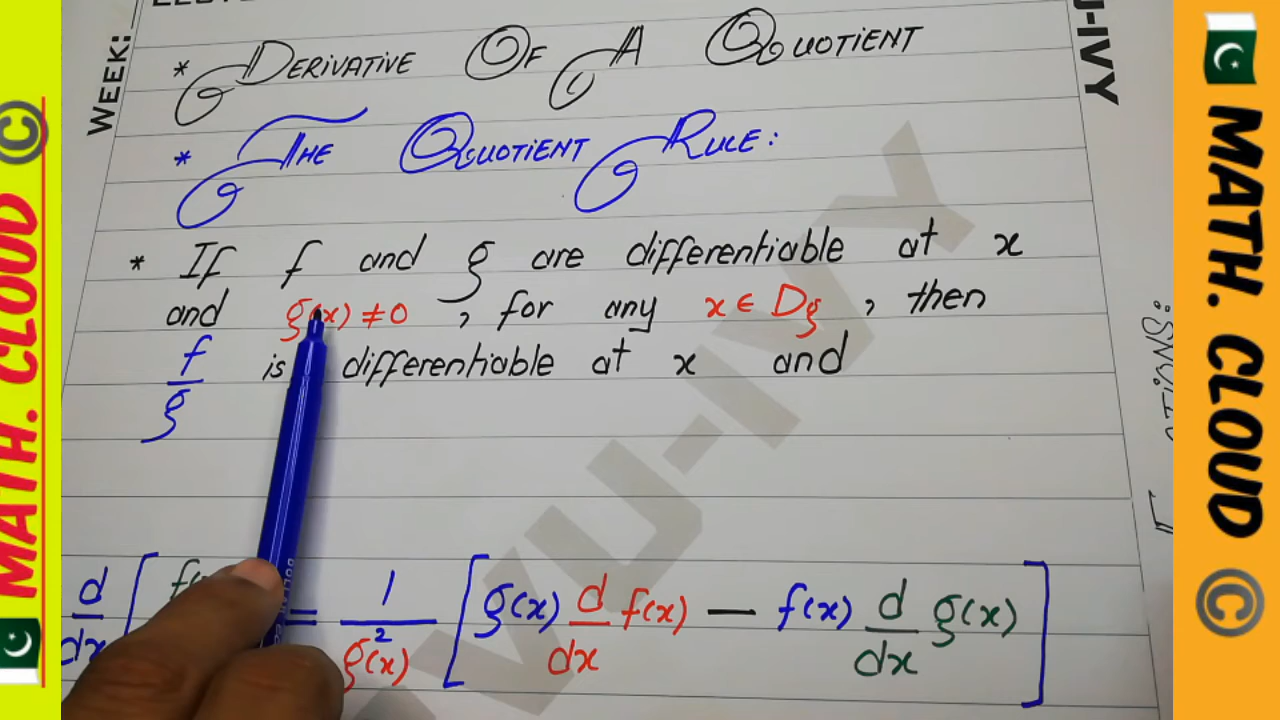 WEEK:
* DERIVATIVE OF A QUOTIENT
* THE QUOTIENT RULE:
* If f and g are differentiable at x
and g(x) ≠ 0 , for any x ∈ Dg , then
f/g is differentiable at x and
d/dx [ f( = 1/g²(x) [ g(x) d/dx f(x) — f(x) d/dx g(x) ]
VU-IVY
U-IVY
MATH. CLOUD ©
MATH. CLOUD ©